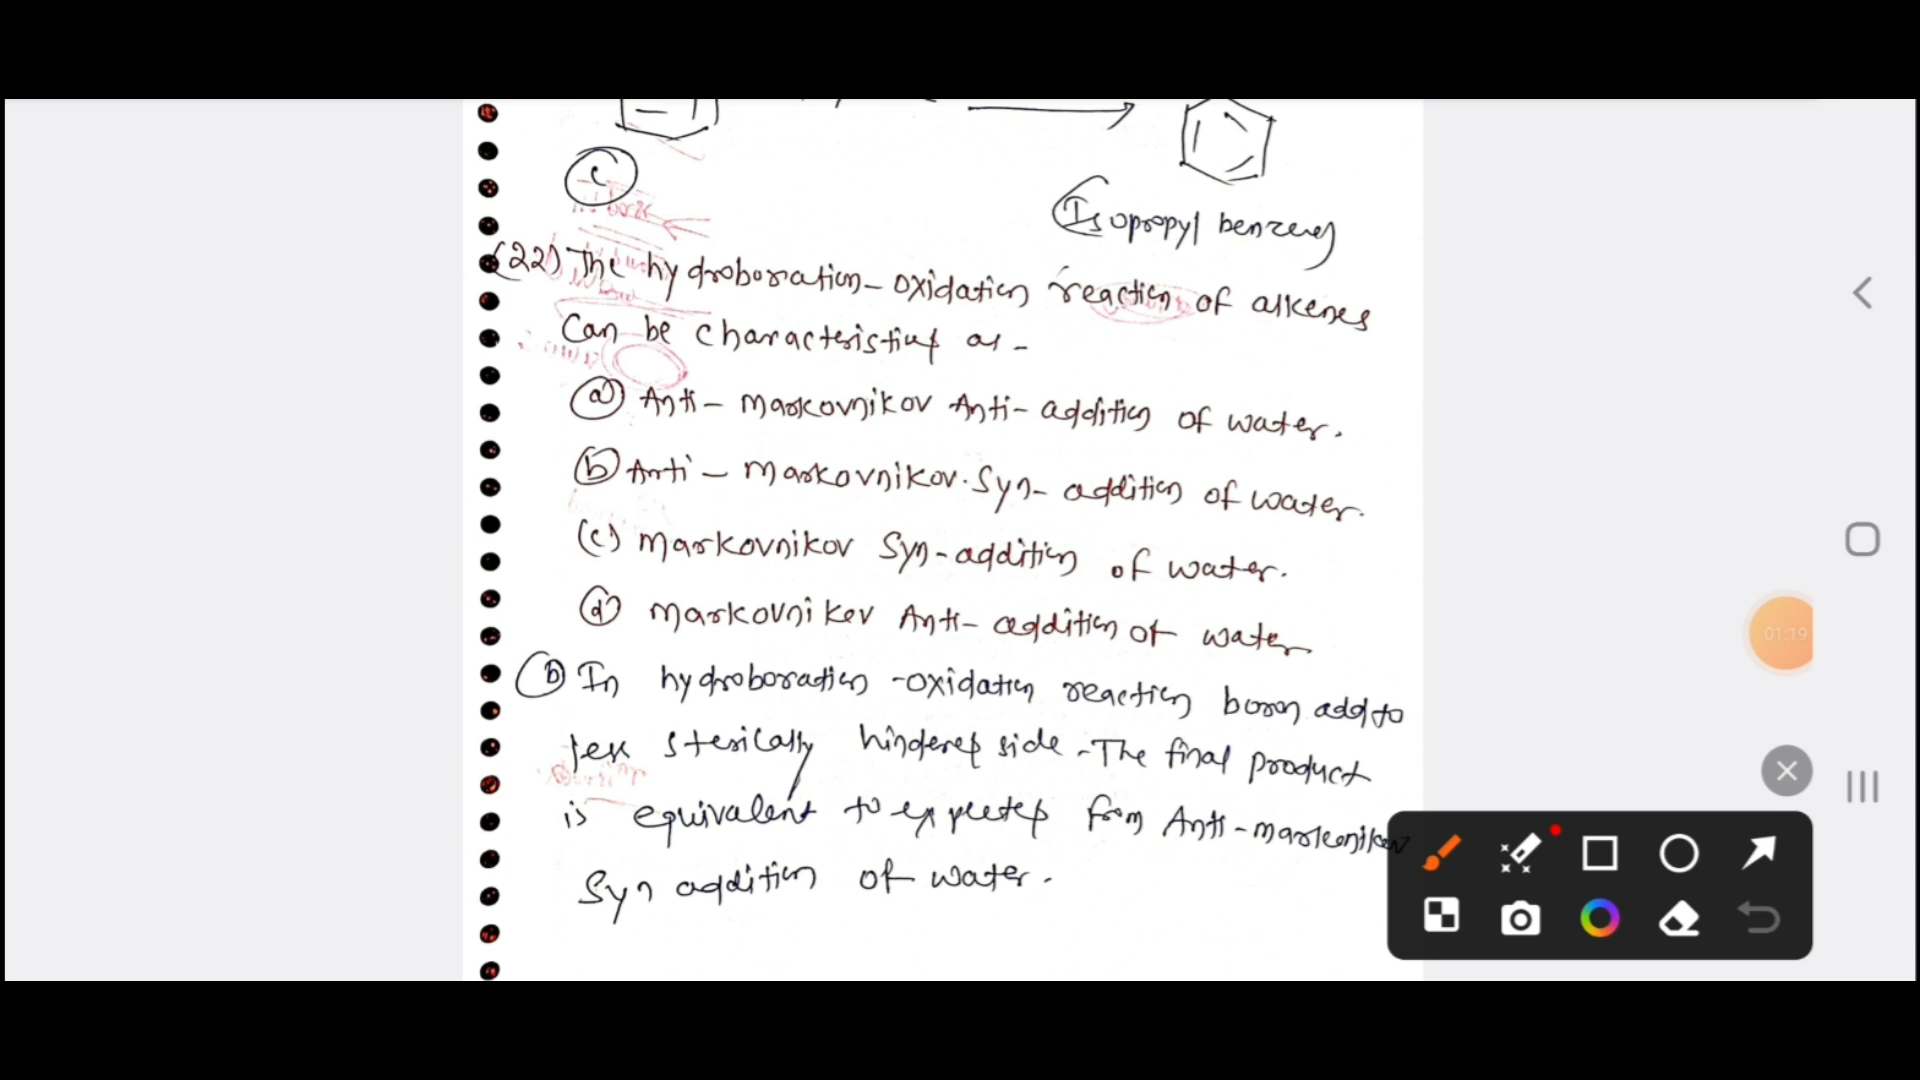 (c)
Isopropyl benzene
(22) The hydroboration-oxidation reaction of alkenes
Can be characteristics as -
(a) Anti - markovnikov Anti- addition of water.
(b) Anti - markovnikov. Syn- addition of water.
(c) markovnikov Syn-addition of water.
(d) markovnikov Anti- addition of water
(b) In hydroboration -oxidation reaction boron add to
less sterically hindered side - The final product
is equivalent to expected from Anti-markovnikov
Syn addition of water.
01:19